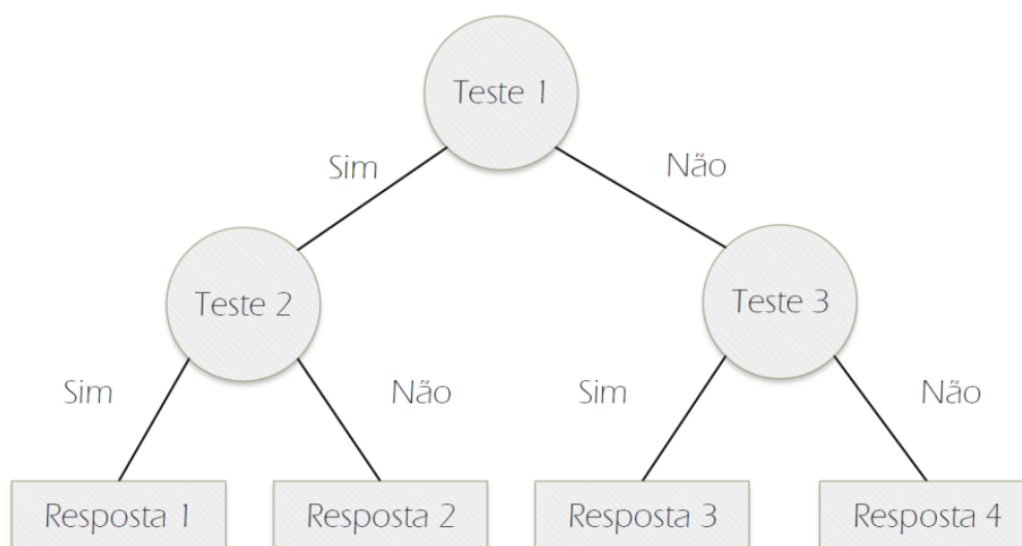 Teste 1
Sim
Não
Teste 2
Teste 3
Sim
Não
Sim
Não
Resposta 1
Resposta 2
Resposta 3
Resposta 4